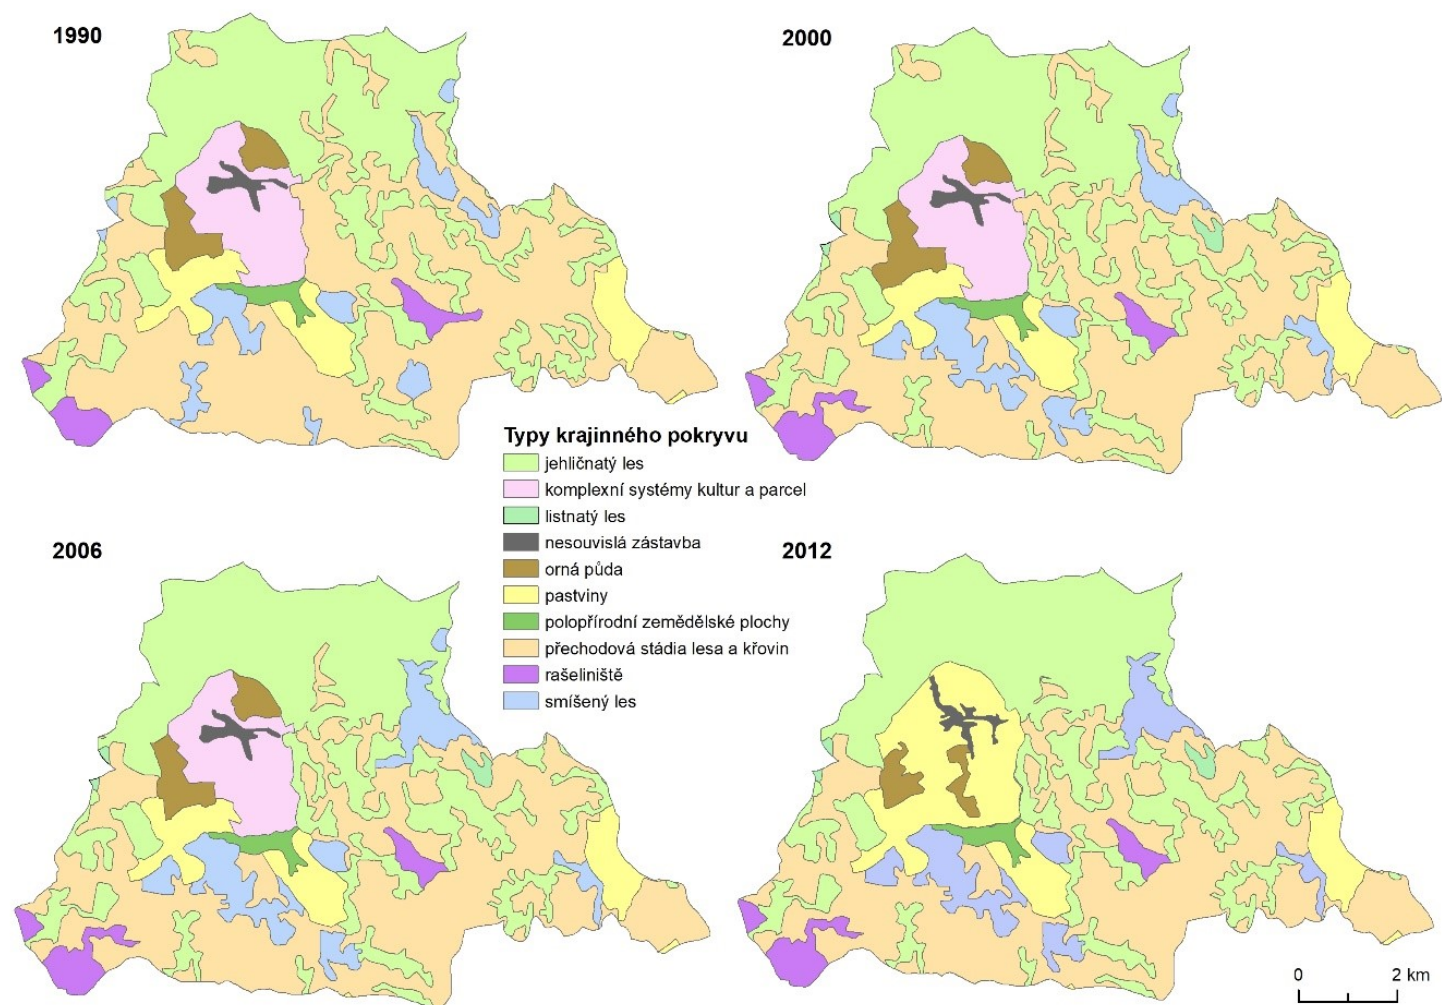 1990
2000
Typy krajinného pokryvu
jehličnatý les
komplexní systémy kultur a parcel
listnatý les
nesouvislá zástavba
orná půda
pastviny
polopřírodní zemědělské plochy
přechodová stádia lesa a křovin
rašeliniště
smíšený les
2006
2012
0 2 km